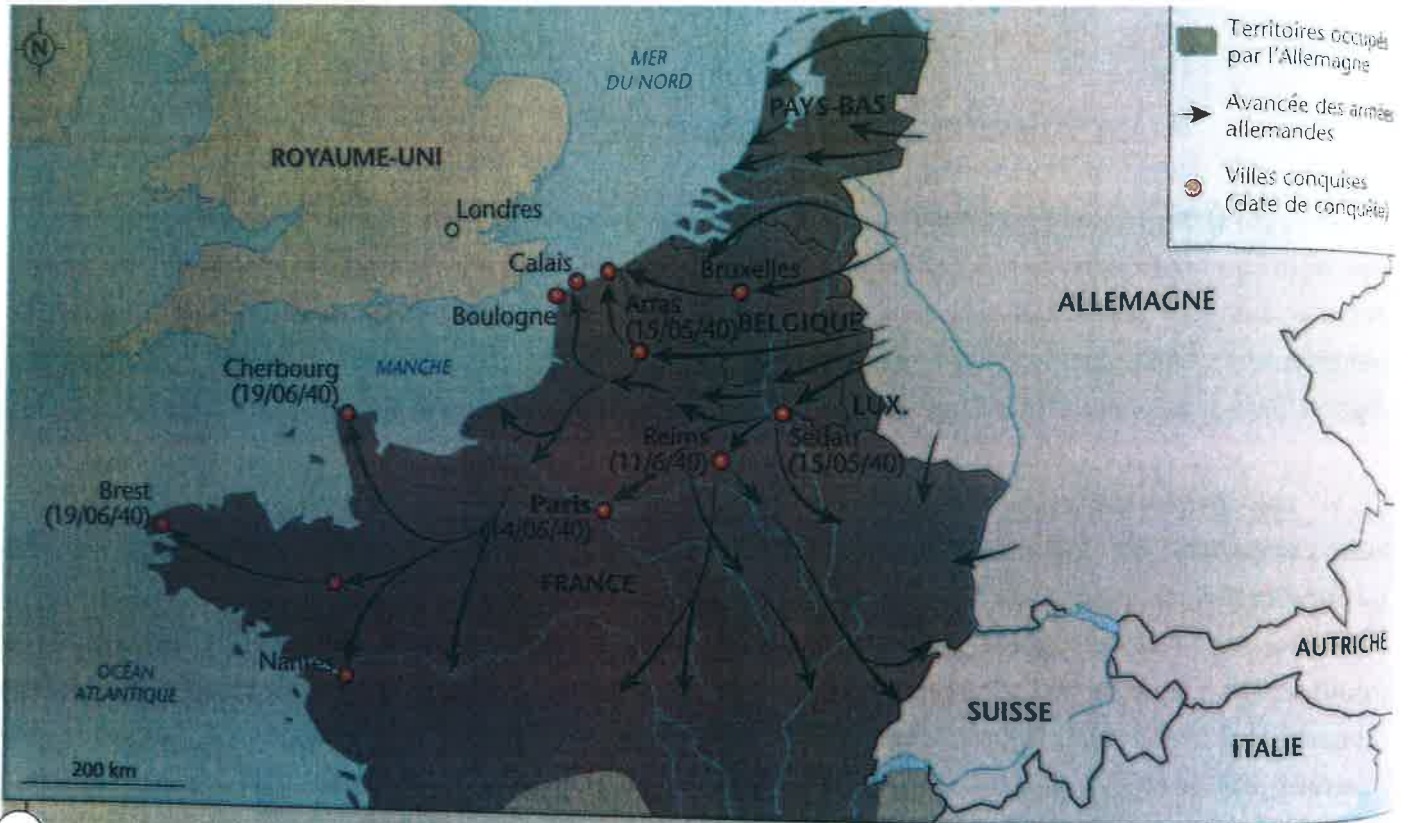 N
MER
DU NORD
PAYS-BAS
ROYAUME-UNI
Londres
Calais
Boulogne
Bruxelles
Arras
(15/05/40)
BELGIQUE
ALLEMAGNE
Cherbourg
(19/06/40)
MANCHE
LUX.
Reims
(11/6/40)
Sedan
(15/05/40)
Brest
(19/06/40)
Paris
(14/06/40)
FRANCE
Nantes
OCÉAN
ATLANTIQUE
AUTRICHE
SUISSE
ITALIE
200 km
Territoires occupés
par l'Allemagne
Avancée des armées
allemandes
Villes conquises
(date de conquête)